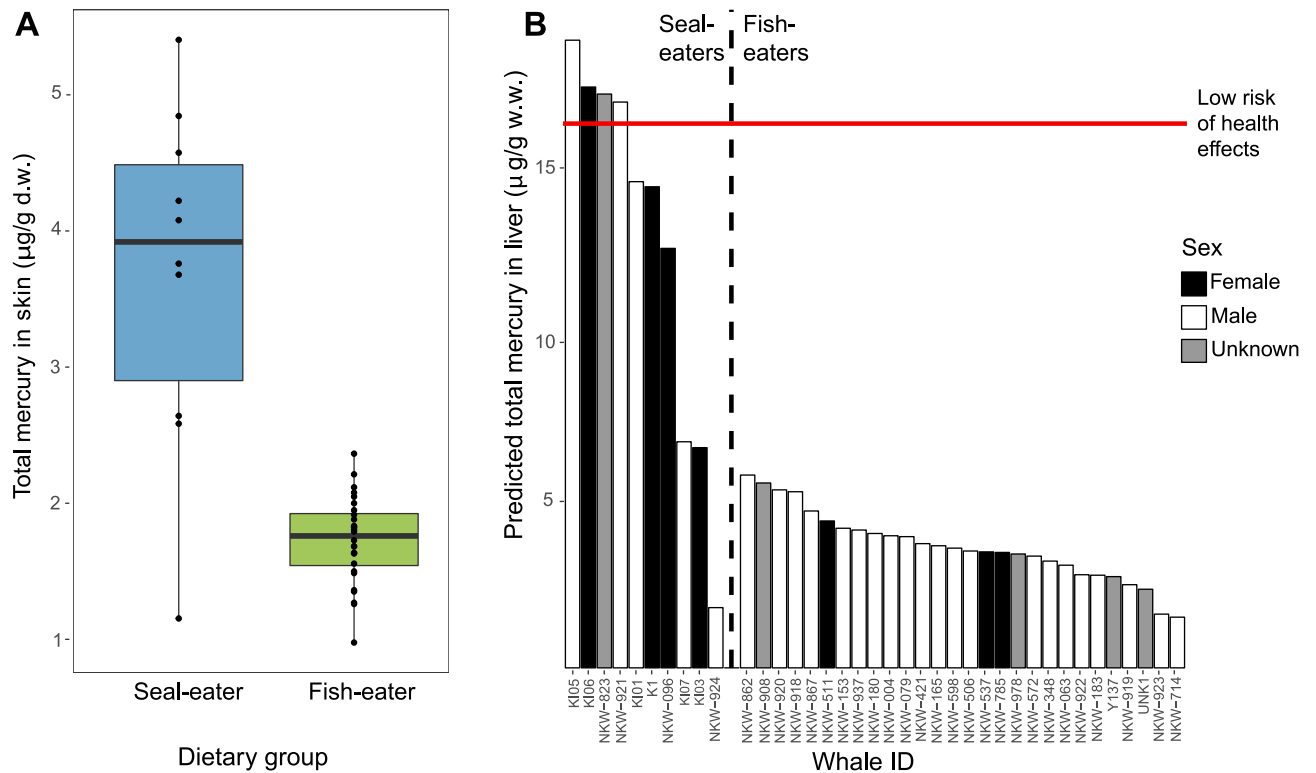 A
Total mercury in skin (µg/g d.w.)
5
4
3
2
1
Seal-eater
Fish-eater
Dietary group
B
Seal-
eaters
Fish-
eaters
Low risk
of health
effects
Predicted total mercury in liver (µ g/g w.w.)
15
10
5
Sex
Female
Male
Unknown
KI05
KI06
NKW-823
NKW-921
KI01
K1
NKW-096
KI07
KI03
NKW-924
NKW-862
NKW-908
NKW-920
NKW-918
NKW-867
NKW-511
NKW-153
NKW-937
NKW-180
NKW-004
NKW-079
NKW-421
NKW-165
NKW-598
NKW-506
NKW-537
NKW-785
NKW-978
NKW-572
NKW-348
NKW-063
NKW-922
NKW-183
Y137
NKW-919
UNK1
NKW-923
NKW-714
Whale ID